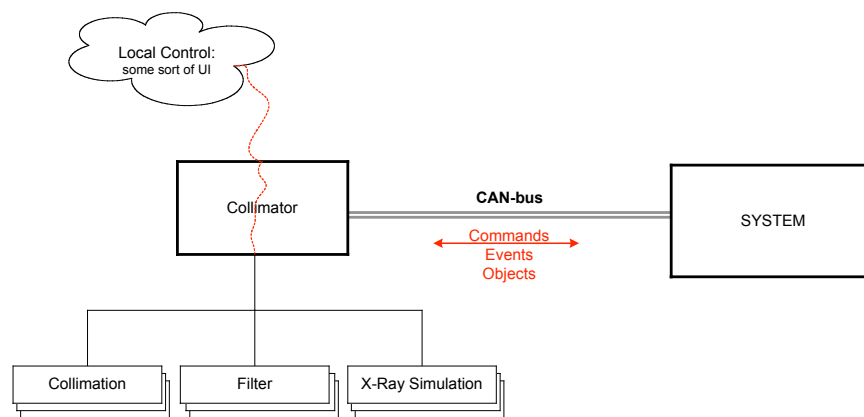 Local Control:
some sort of UI
CAN-bus
Collimator
SYSTEM
Commands
Events
Objects
Collimation
Filter
X-Ray Simulation